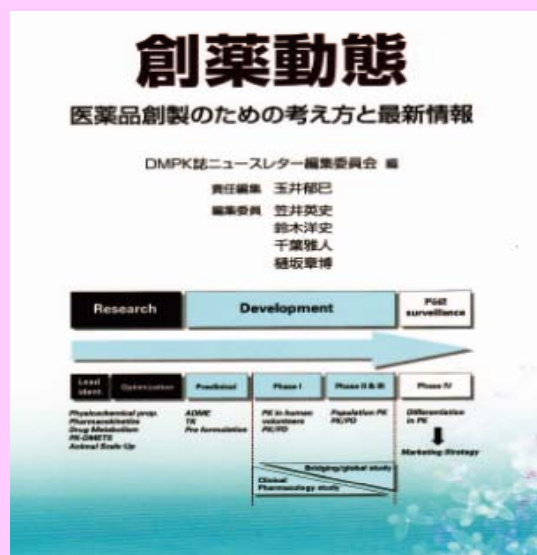 創薬動態
医薬品創製のための考え方と最新情報
DMPK誌ニュースレター編集委員会 編
責任編集 玉井郁巳
編集委員 笠井英史
鈴木洋史
千葉雅人
樋坂章博
Research
Development
Post
surveillance
Lead
ident.
Optimization
Preclinical
Phase I
Phase II & III
Phase IV
Physicochemical prop.
Pharmacokinetics
Drug Metabolism
PK-DMETS
Animal Scale-Up
ADME
TK
Pre formulation
PK in human
volunteers
PK/PD
Population PK
PK/PD
Differentiation
in PK
Marketing Strategy
Bridging/global study
Clinical
Pharmacology study